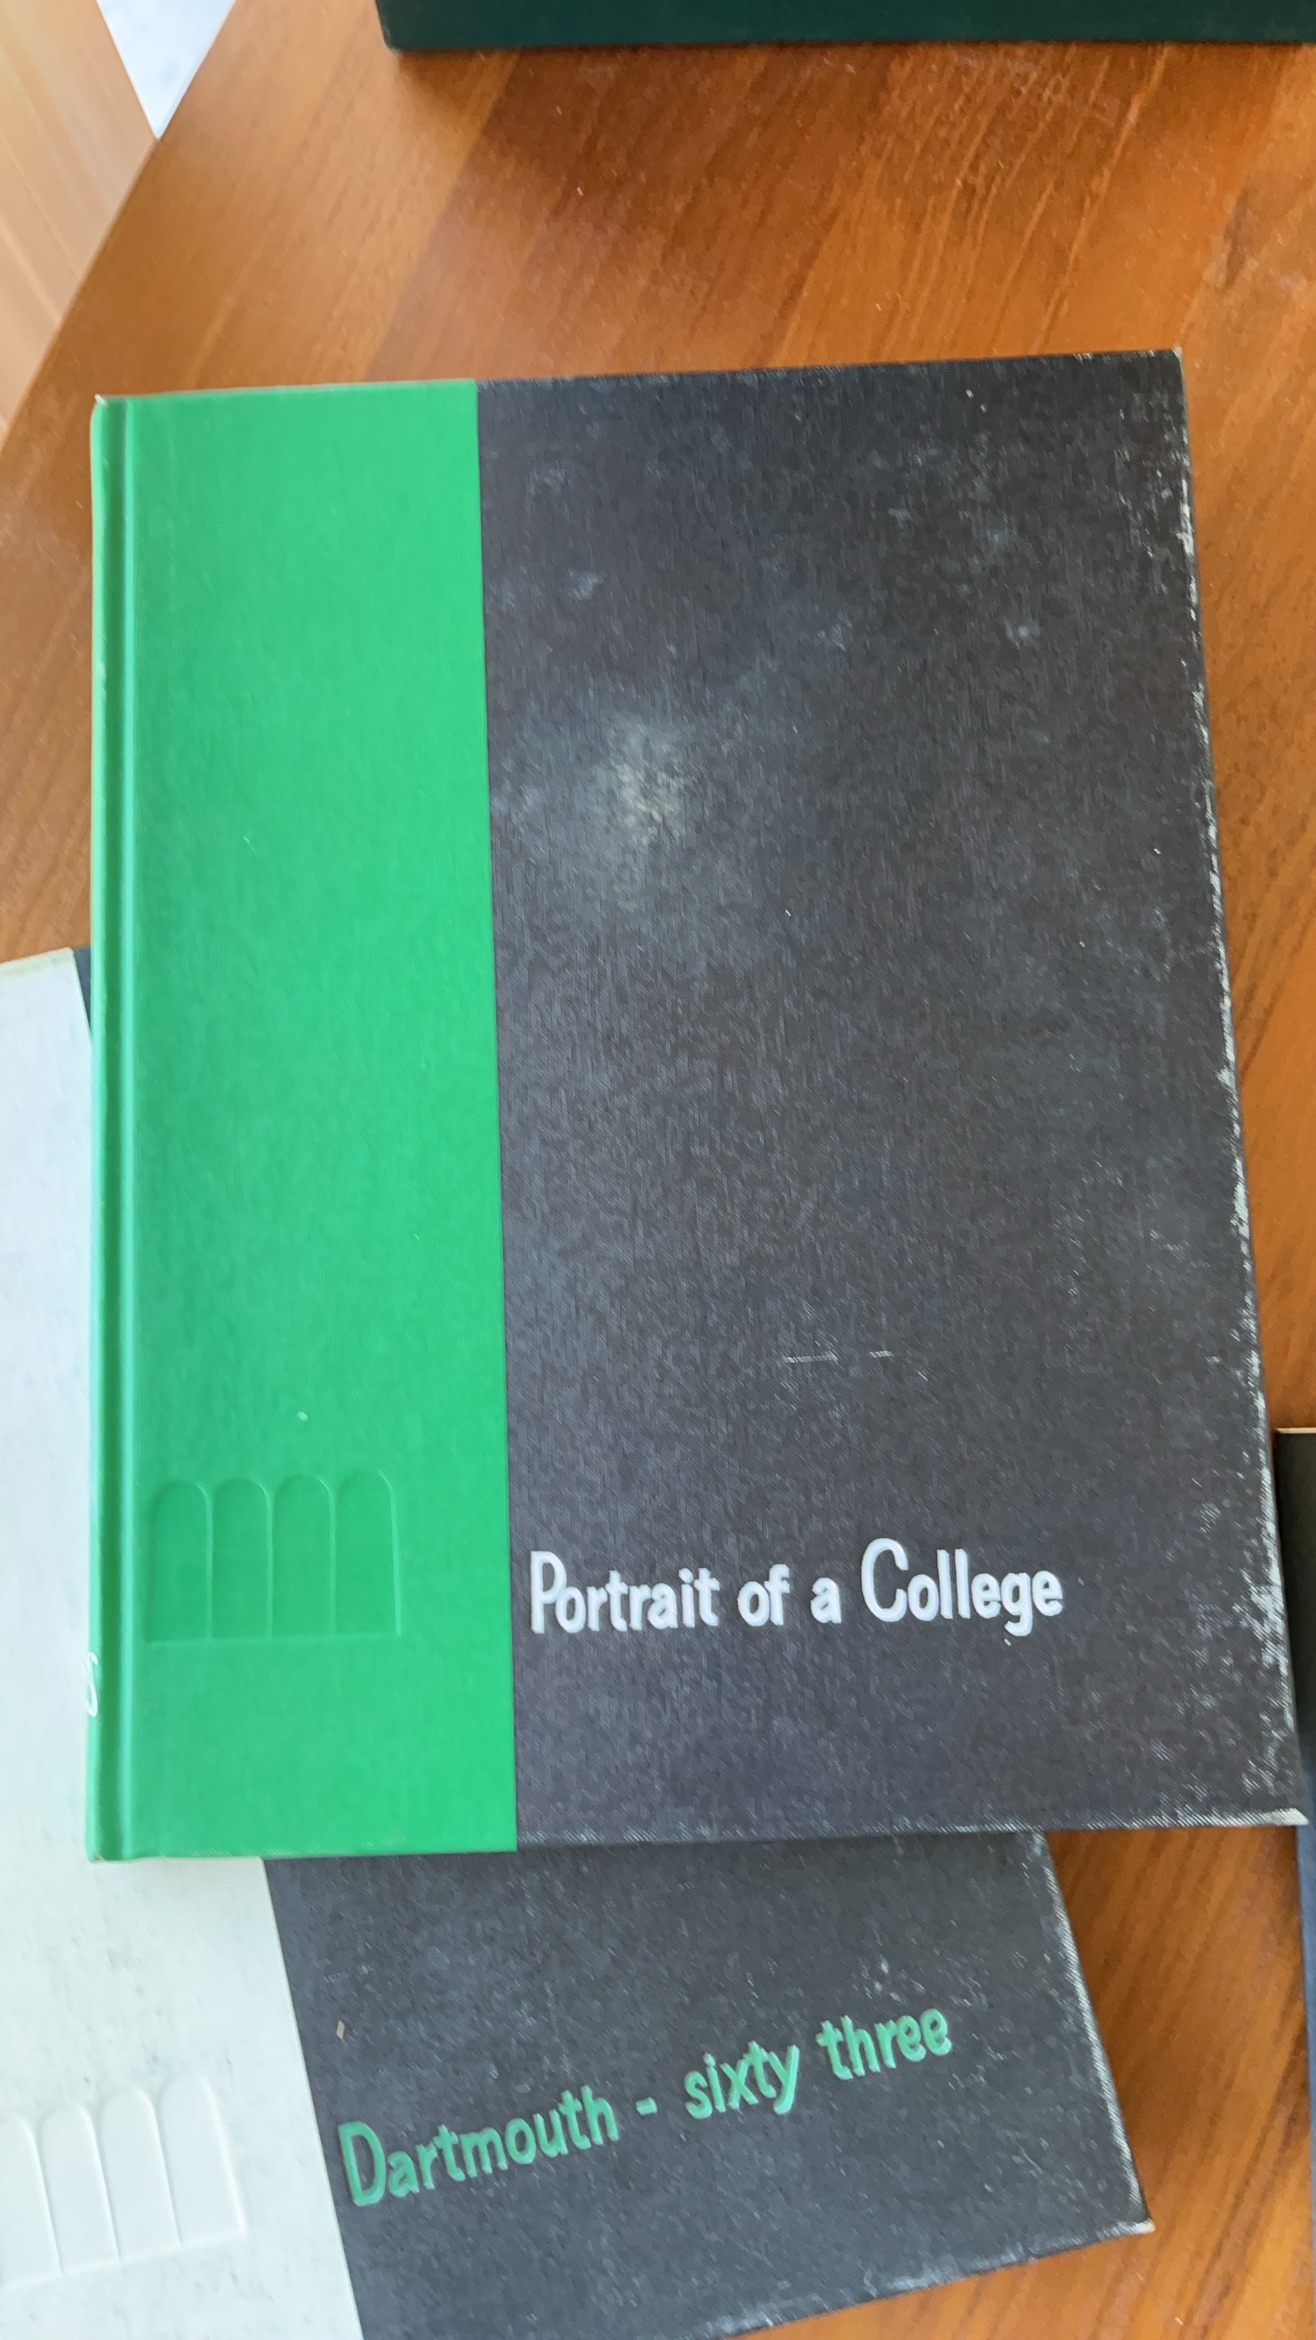 Portrait of a College
Dartmouth - sixty three